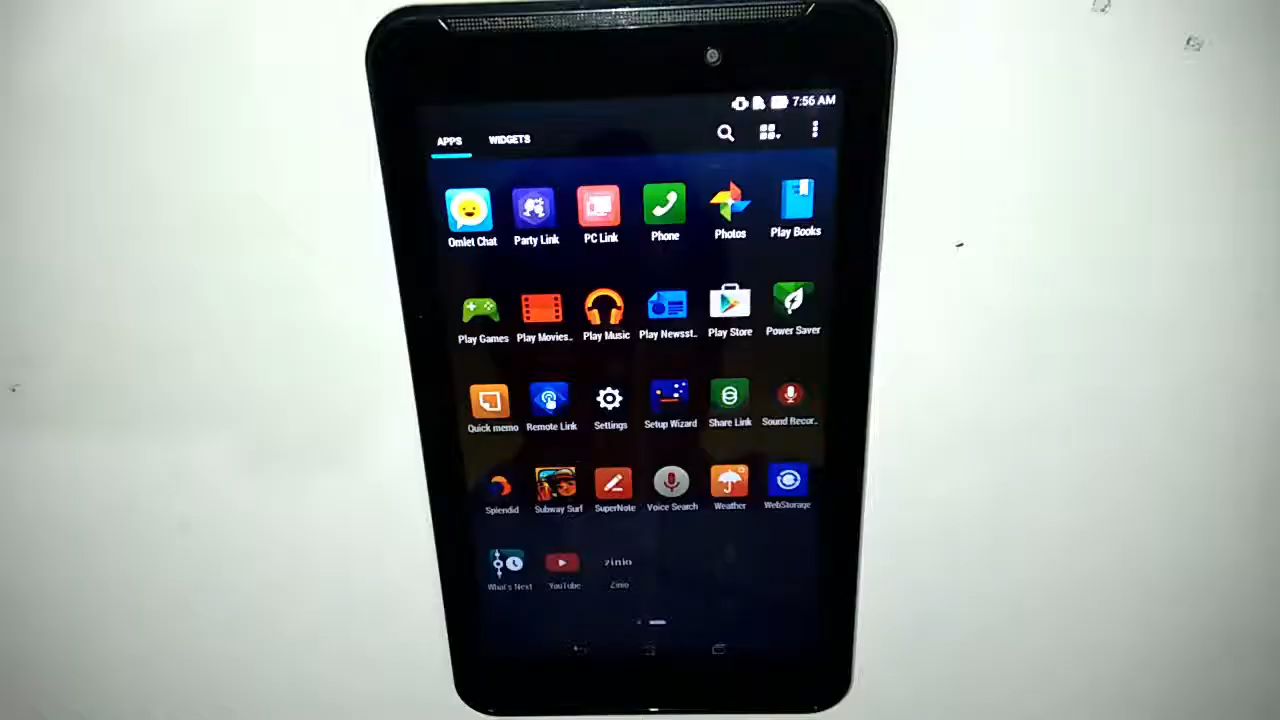 7:56 AM
APPS WIDGETS
Omlet Chat Party Link PC Link Phone Photos Play Books
Play Games Play Movies.. Play Music Play Newsst.. Play Store Power Saver
Quick memo Remote Link Settings Setup Wizard Share Link Sound Recor..
Splendid Subway Surf SuperNote Voice Search Weather WebStorage
What's Next YouTube zinio
Zinio